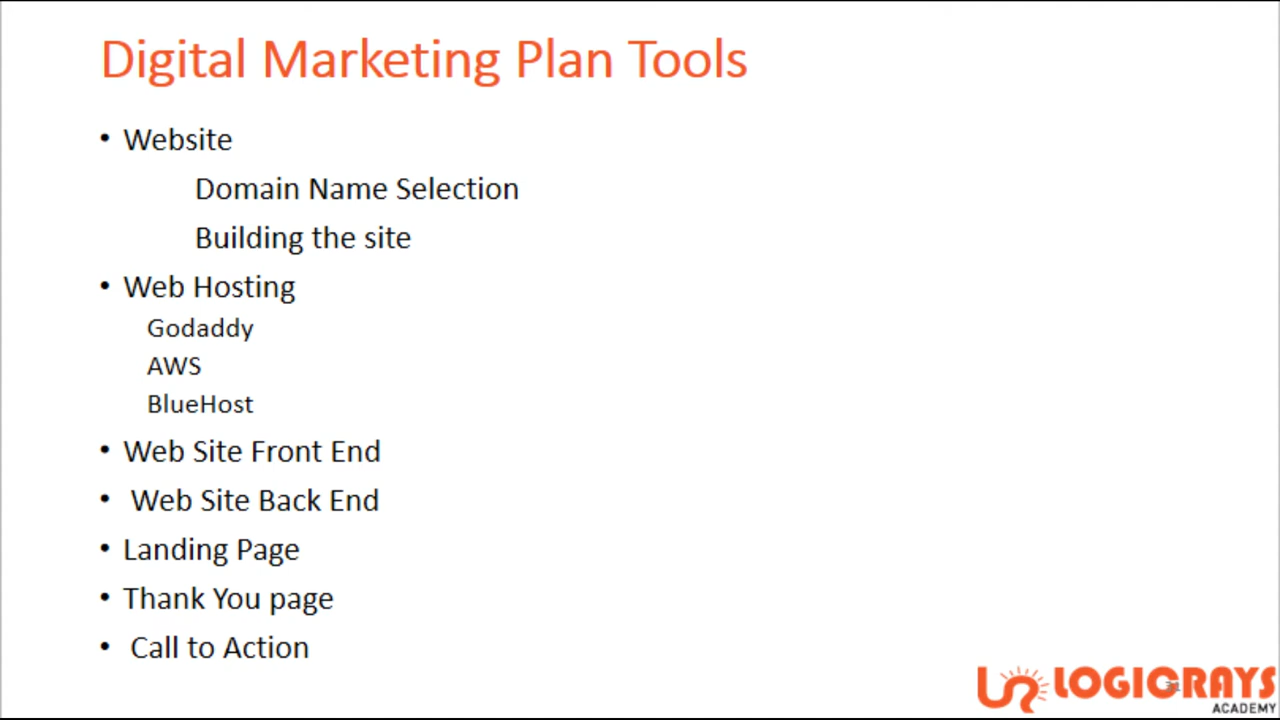 Digital Marketing Plan Tools
• Website
Domain Name Selection
Building the site
• Web Hosting
Godaddy
AWS
BlueHost
• Web Site Front End
• Web Site Back End
• Landing Page
• Thank You page
• Call to Action
LOGICRAYS
ACADEMY